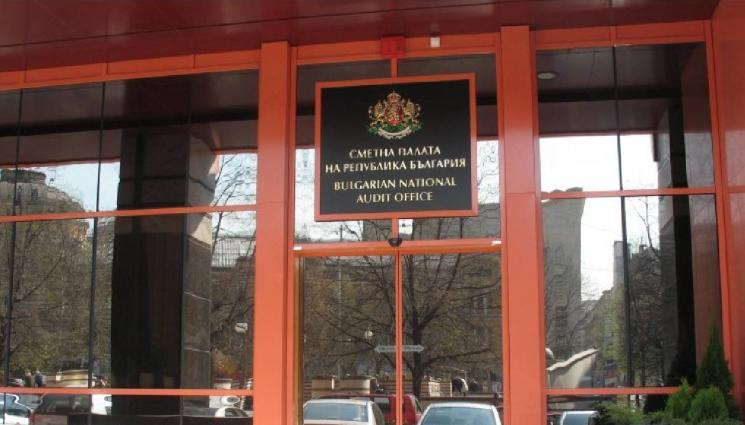 СМЕТНА ПАЛАТА
НА РЕПУБЛИКА БЪЛГАРИЯ
BULGARIAN NATIONAL
AUDIT OFFICE